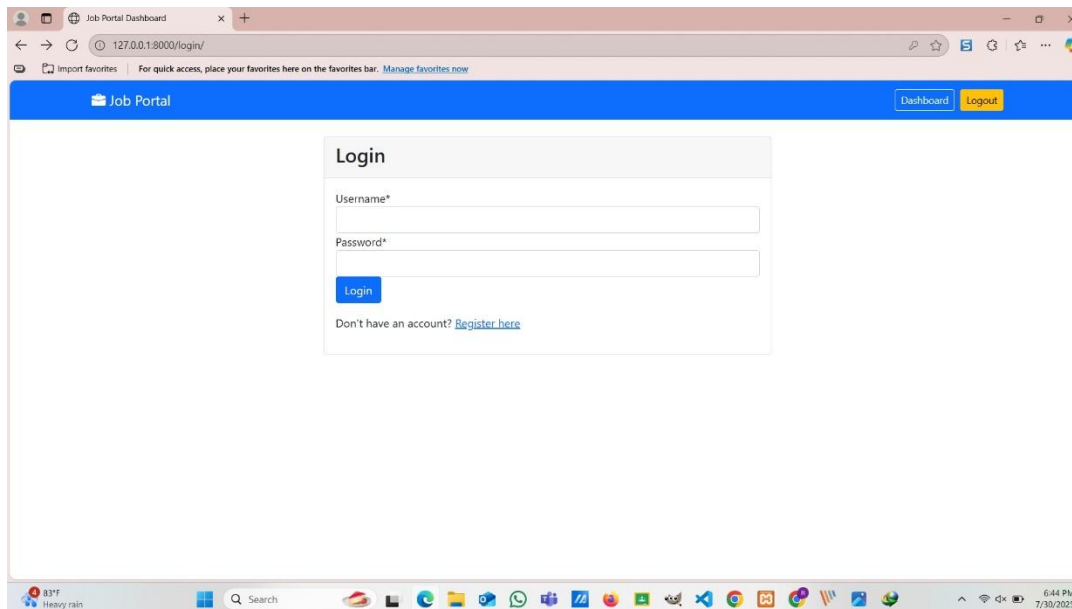 Job Portal Dashboard
127.0.0.1:8000/login/
Import favorites For quick access, place your favorites here on the favorites bar. Manage favorites now
Job Portal Dashboard Logout
Login
Username*
Password*
Login
Don't have an account? Register here
4 83°F
Heavy rain
Search
6:44 PM